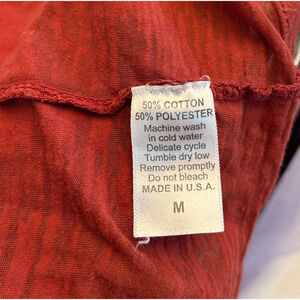 50% COTTON
50% POLYESTER
Machine wash
in cold water
Delicate cycle
Tumble dry low
Remove promptly
Do not bleach
MADE IN U.S.A.
M